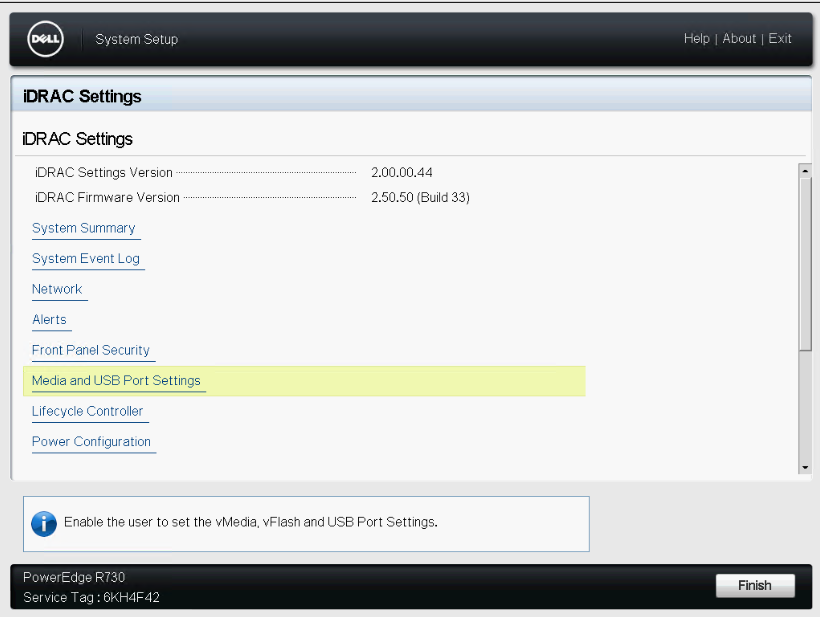 DELL
System Setup
Help | About | Exit
iDRAC Settings
iDRAC Settings
iDRAC Settings Version 2.00.00.44
iDRAC Firmware Version 2.50.50 (Build 33)
System Summary
System Event Log
Network
Alerts
Front Panel Security
Media and USB Port Settings
Lifecycle Controller
Power Configuration
Enable the user to set the vMedia, vFlash and USB Port Settings.
PowerEdge R730
Service Tag : 6KH4F42
Finish